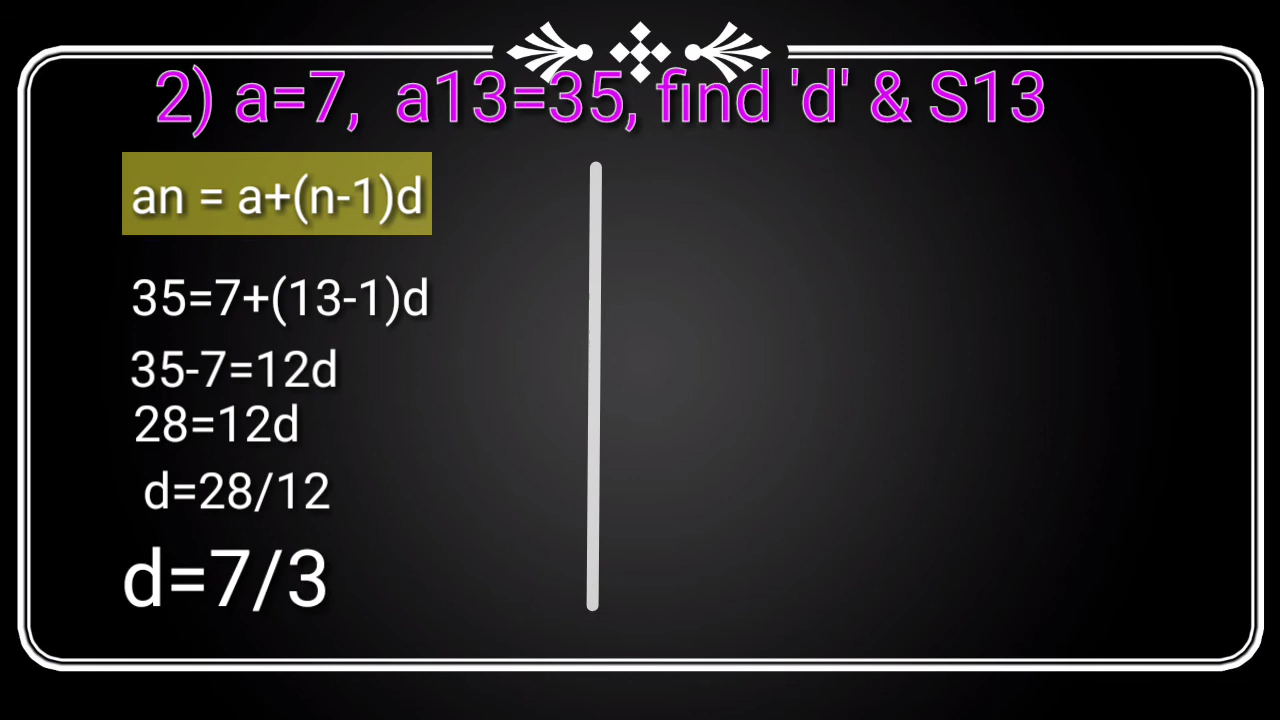 2) a=7, a13=35, find 'd' & S13
an = a+(n-1)d
35=7+(13-1)d
35-7=12d
28=12d
d=28/12
d=7/3